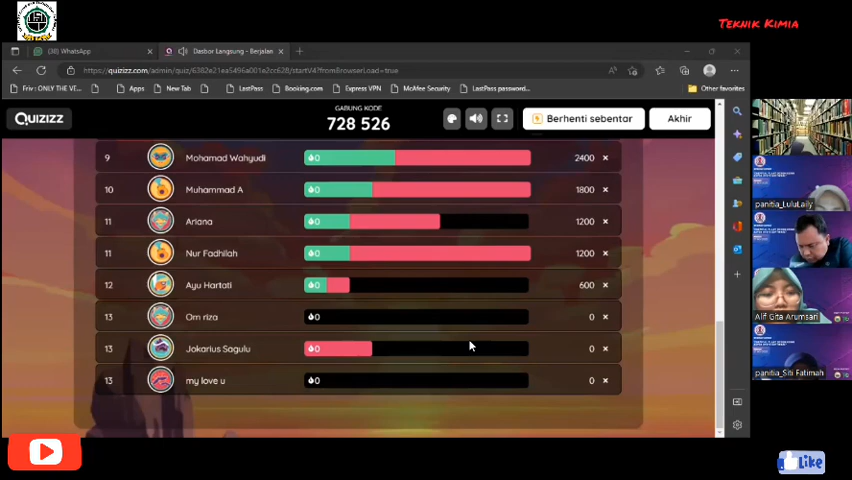 TEKNIK KIMIA
(38) WhatsApp
Dasbor Langsung - Berjalan
https://quizizz.com/admin/quiz/6382e21ea5496a001e2cc628/startV4?fromBrowserLoad=true
Friv : ONLY THE VE...
Apps
New Tab
LastPass
Booking.com
Express VPN
McAfee Security
LastPass password...
Other favorites
QUIZIZZ
GABUNG KODE
728 526
Berhenti sebentar
Akhir
9 Mohamad Wahyudi 0 2400
10 Muhammad A 0 1800
11 Ariana 0 1200
11 Nur Fadhilah 0 1200
12 Ayu Hartati 0 600
13 Om riza 0 0
13 Jokarius Sagulu 0 0
13 my love u 0 0
panitia_LuluLaily
Alif Gita Arumsari
panitia_Siti Fatimah
Like